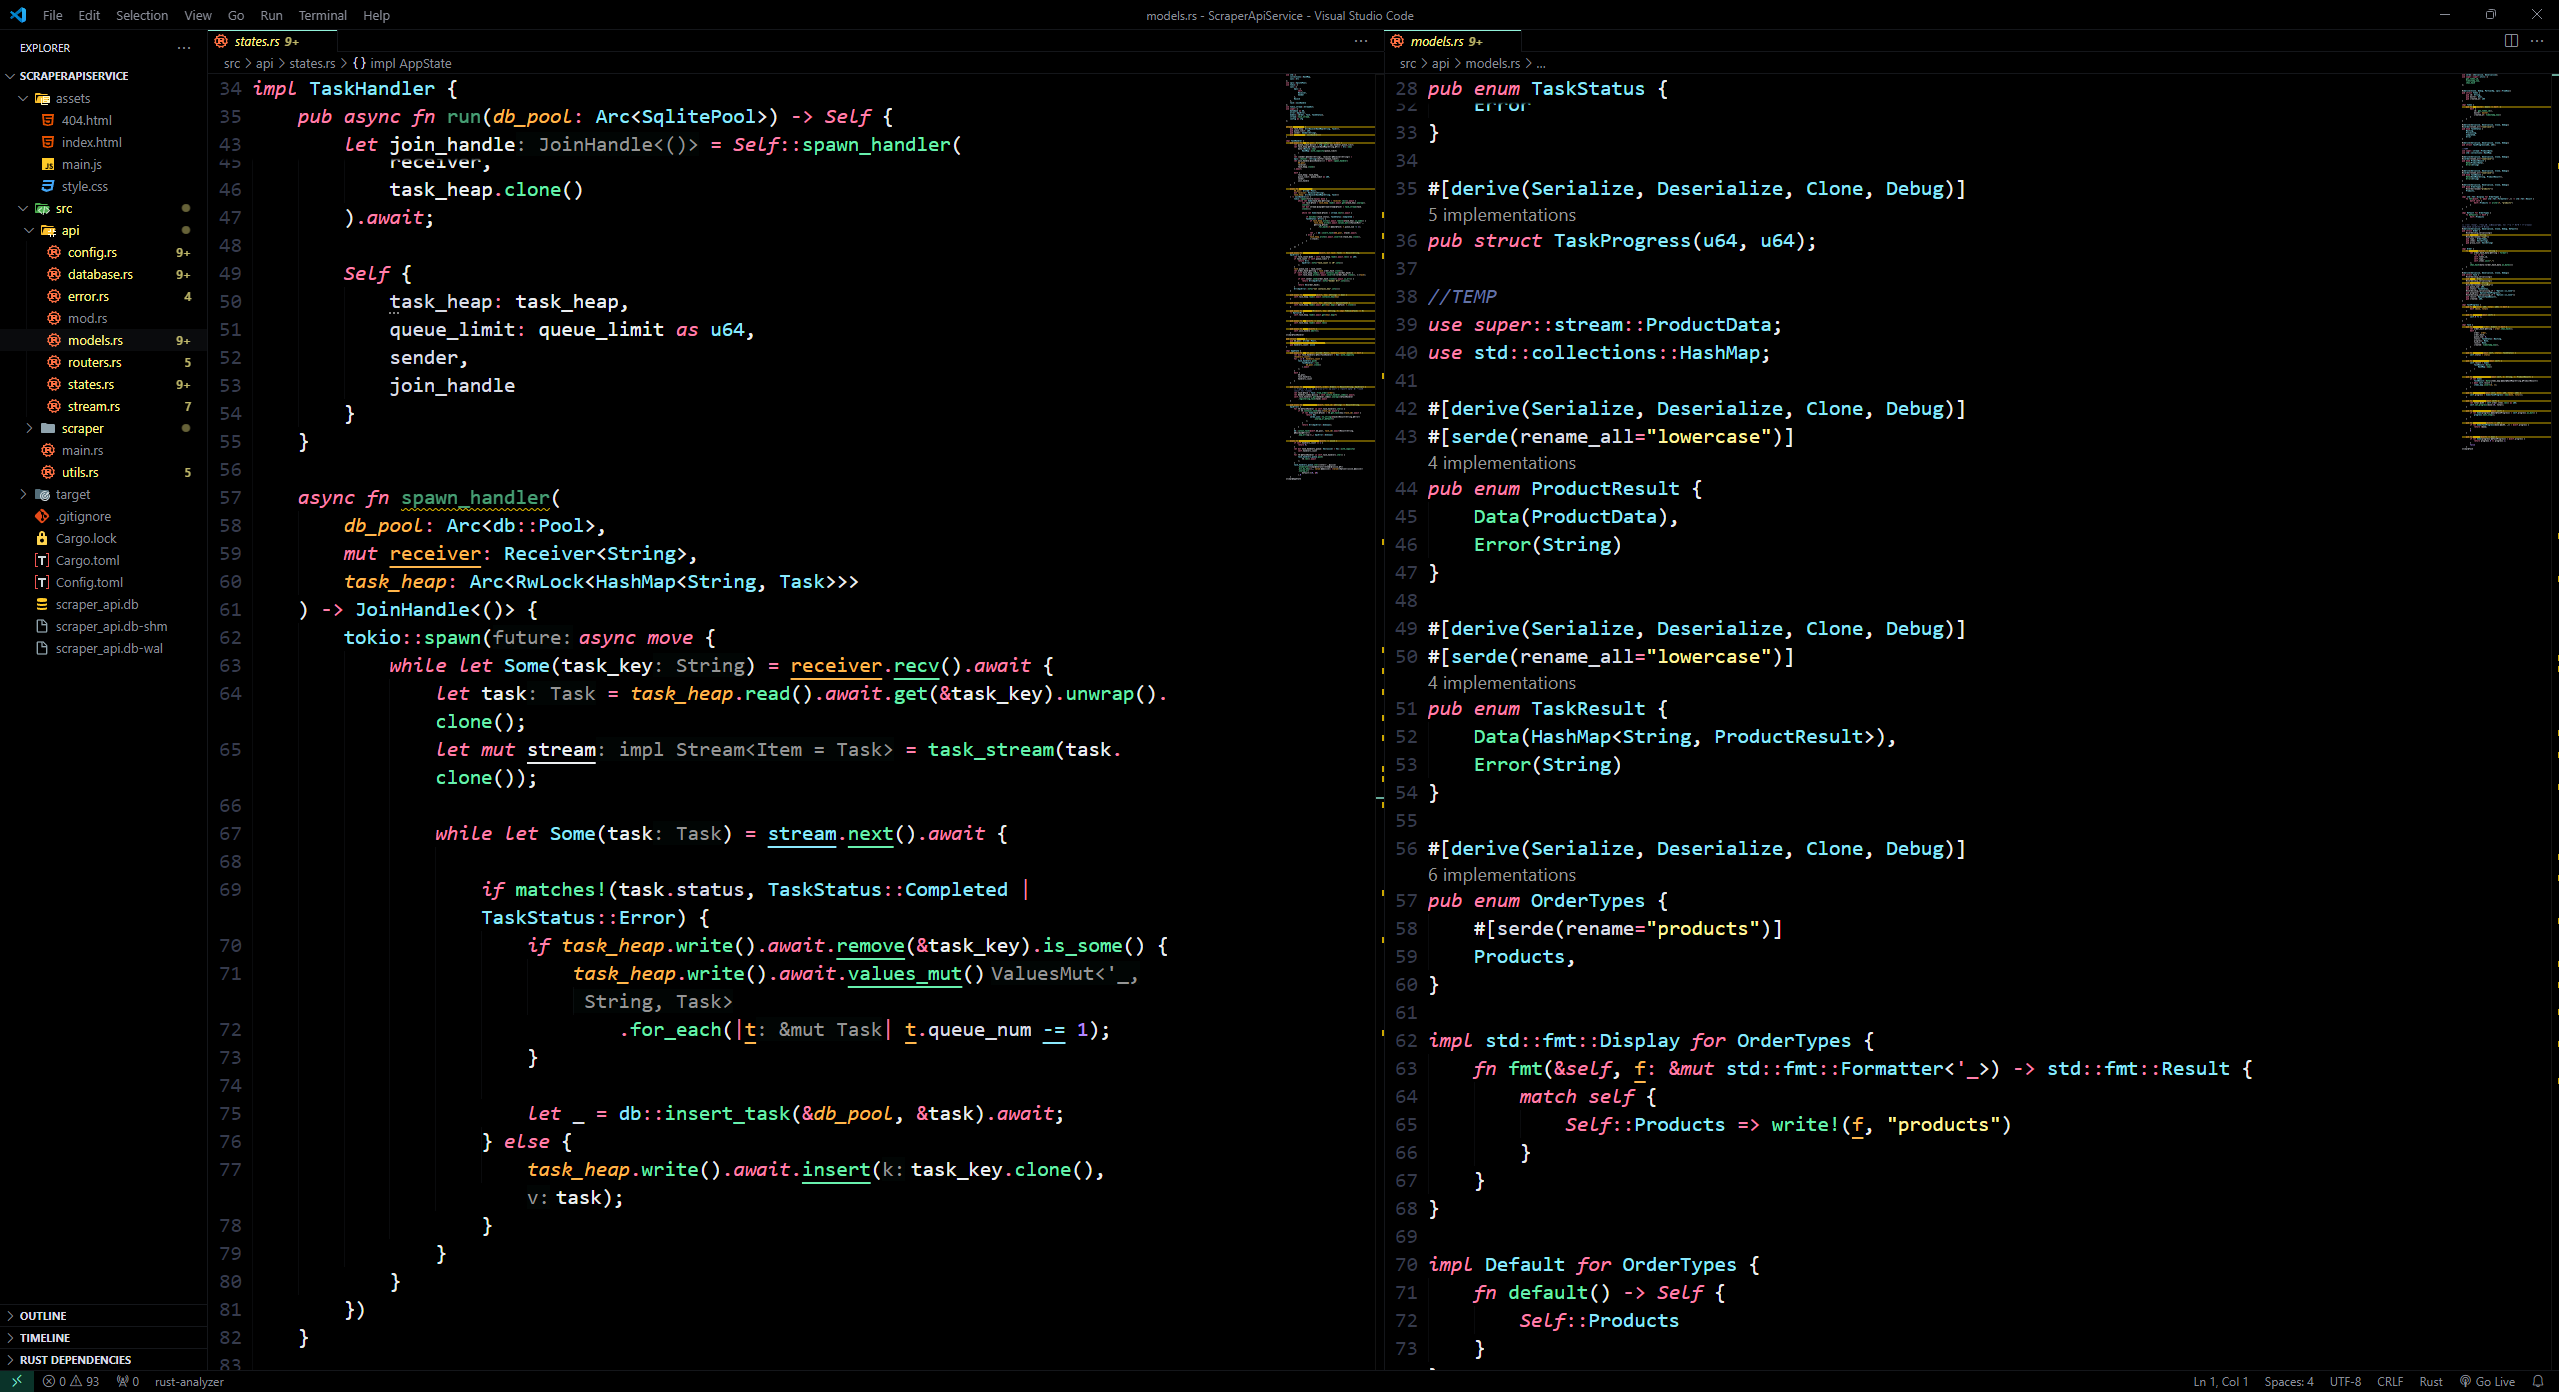 File Edit Selection View Go Run Terminal Help
models.rs - ScraperApiService - Visual Studio Code
EXPLORER
SCRAPERAPISERVICE
assets
404.html
index.html
main.js
style.css
src
api
config.rs 9+
database.rs 9+
error.rs 4
mod.rs
models.rs 9+
routers.rs 5
states.rs 9+
stream.rs 7
scraper
main.rs
utils.rs 5
target
.gitignore
Cargo.lock
Cargo.toml
Config.toml
scraper_api.db
scraper_api.db-shm
scraper_api.db-wal
OUTLINE
TIMELINE
RUST DEPENDENCIES
states.rs 9+
src > api > states.rs > {} impl AppState
34 impl TaskHandler {
35 pub async fn run(db_pool: Arc<SqlitePool>) -> Self {
43 let join_handle: JoinHandle<()> = Self::spawn_handler(
45 receiver,
46 task_heap.clone()
47 ).await;
48
49 Self {
50 task_heap: task_heap,
51 queue_limit: queue_limit as u64,
52 sender,
53 join_handle
54 }
55 }
56
57 async fn spawn_handler(
58 db_pool: Arc<db::Pool>,
59 mut receiver: Receiver<String>,
60 task_heap: Arc<RwLock<HashMap<String, Task>>>
61 ) -> JoinHandle<()> {
62 tokio::spawn(future: async move {
63 while let Some(task_key: String) = receiver.recv().await {
64 let task: Task = task_heap.read().await.get(&task_key).unwrap().
clone();
65 let mut stream: impl Stream<Item = Task> = task_stream(task.
clone());
66
67 while let Some(task: Task) = stream.next().await {
68
69 if matches!(task.status, TaskStatus::Completed |
TaskStatus::Error) {
70 if task_heap.write().await.remove(&task_key).is_some() {
71 task_heap.write().await.values_mut() ValuesMut<'_,
String, Task>
72 .for_each(|t: &mut Task| t.queue_num -= 1);
73 }
74
75 let _ = db::insert_task(&db_pool, &task).await;
76 } else {
77 task_heap.write().await.insert(k: task_key.clone(),
v: task);
78 }
79 }
80 }
81 })
82 }
83
models.rs 9+
src > api > models.rs > ...
28 pub enum TaskStatus {
32 Error
33 }
34
35 #[derive(Serialize, Deserialize, Clone, Debug)]
5 implementations
36 pub struct TaskProgress(u64, u64);
37
38 //TEMP
39 use super::stream::ProductData;
40 use std::collections::HashMap;
41
42 #[derive(Serialize, Deserialize, Clone, Debug)]
43 #[serde(rename_all="lowercase")]
4 implementations
44 pub enum ProductResult {
45 Data(ProductData),
46 Error(String)
47 }
48
49 #[derive(Serialize, Deserialize, Clone, Debug)]
50 #[serde(rename_all="lowercase")]
4 implementations
51 pub enum TaskResult {
52 Data(HashMap<String, ProductResult>),
53 Error(String)
54 }
55
56 #[derive(Serialize, Deserialize, Clone, Debug)]
6 implementations
57 pub enum OrderTypes {
58 #[serde(rename="products")]
59 Products,
60 }
61
62 impl std::fmt::Display for OrderTypes {
63 fn fmt(&self, f: &mut std::fmt::Formatter<'_>) -> std::fmt::Result {
64 match self {
65 Self::Products => write!(f, "products")
66 }
67 }
68 }
69
70 impl Default for OrderTypes {
71 fn default() -> Self {
72 Self::Products
73 }
0 93 0 rust-analyzer
Ln 1, Col 1 Spaces: 4 UTF-8 CRLF Rust Go Live